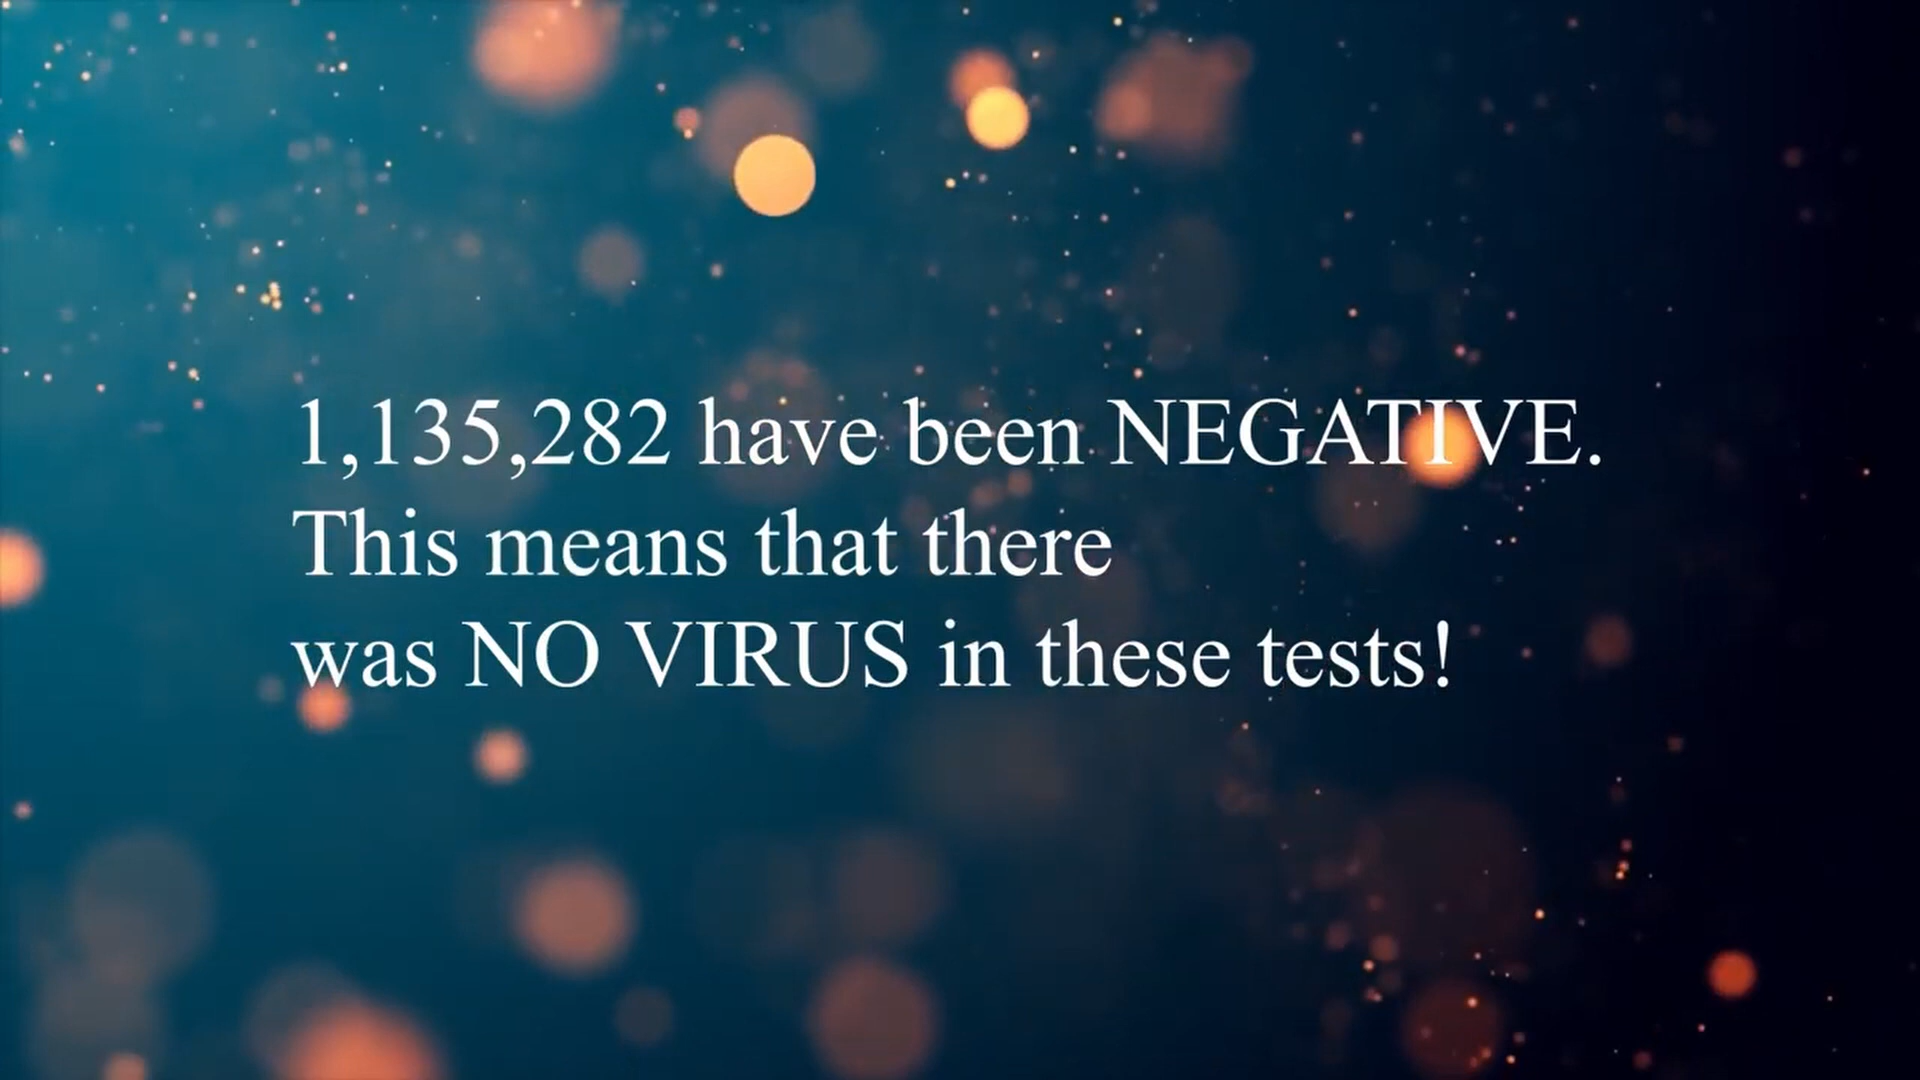 1,135,282 have been NEGATIVE.
This means that there
was NO VIRUS in these tests!